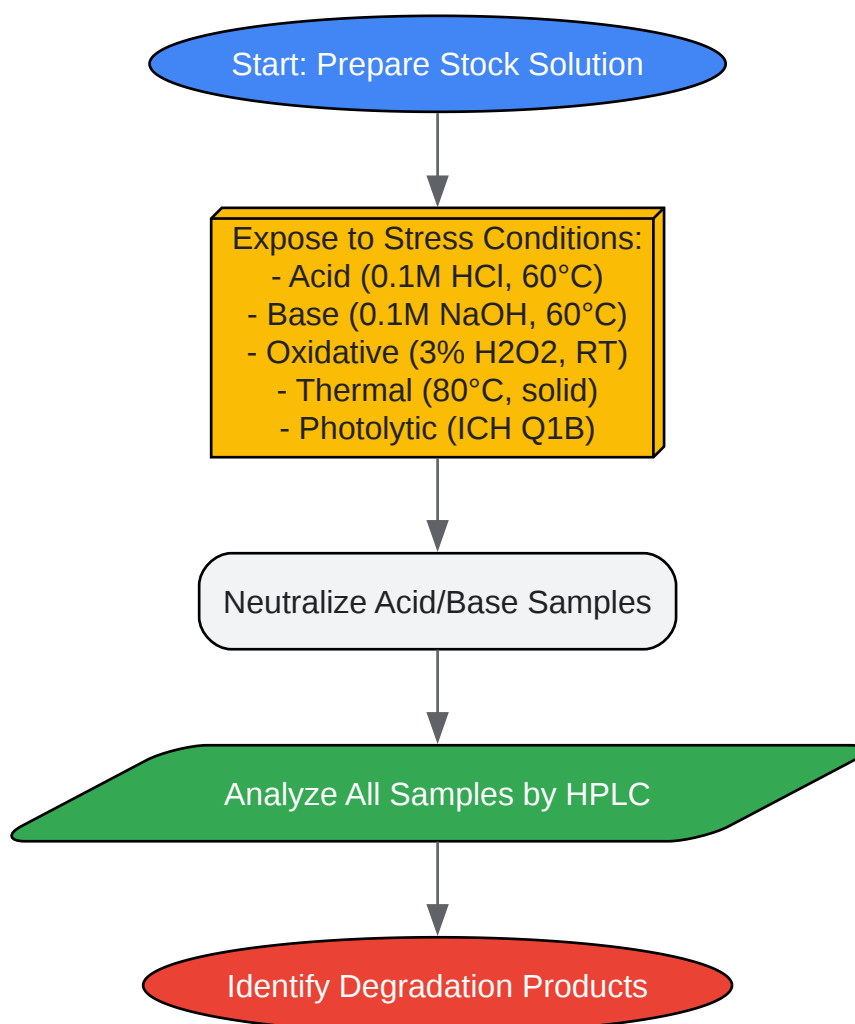 Start: Prepare Stock Solution
Expose to Stress Conditions:
- Acid (0.1M HCl, 60°C)
- Base (0.1M NaOH, 60°C)
- Oxidative (3% H2O2, RT)
- Thermal (80°C, solid)
- Photolytic (ICH Q1B)
Neutralize Acid/Base Samples
Analyze All Samples by HPLC
Identify Degradation Products